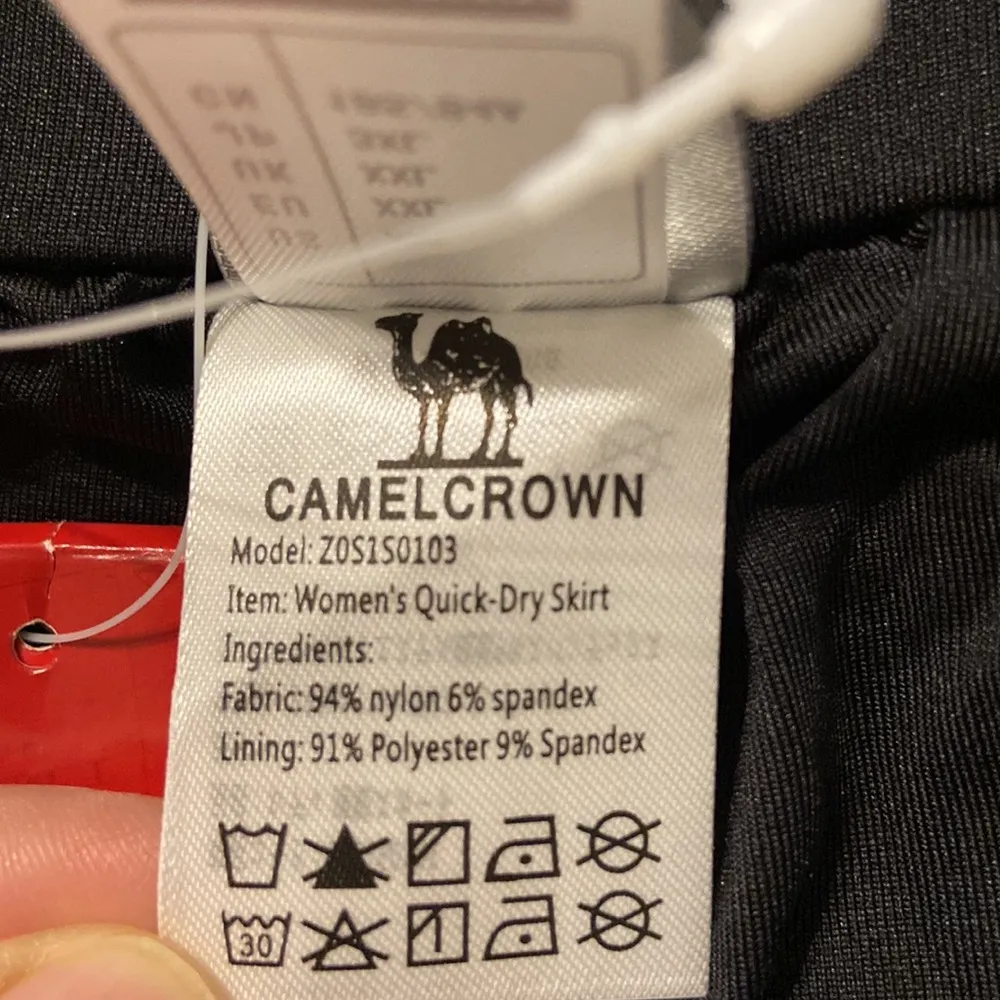 CAMELCROWN
Model: Z0S1S0103
Item: Women's Quick-Dry Skirt
Ingredients:
Fabric: 94% nylon 6% spandex
Lining: 91% Polyester 9% Spandex
30